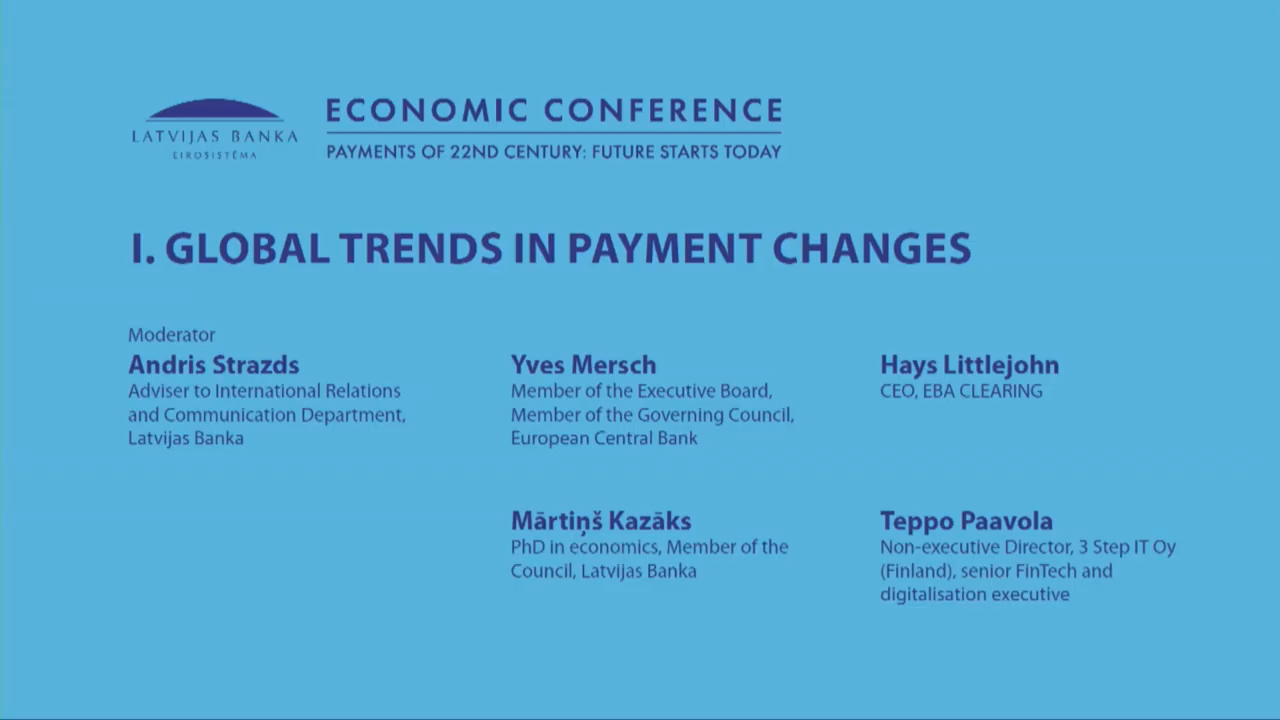 LATVIJAS BANKA
EIROSISTĒMA
ECONOMIC CONFERENCE
PAYMENTS OF 22ND CENTURY: FUTURE STARTS TODAY
I. GLOBAL TRENDS IN PAYMENT CHANGES
Moderator
Andris Strazds
Adviser to International Relations
and Communication Department,
Latvijas Banka
Yves Mersch
Member of the Executive Board,
Member of the Governing Council,
European Central Bank
Hays Littlejohn
CEO, EBA CLEARING
Mārtiņš Kazāks
PhD in economics, Member of the
Council, Latvijas Banka
Teppo Paavola
Non-executive Director, 3 Step IT Oy
(Finland), senior FinTech and
digitalisation executive